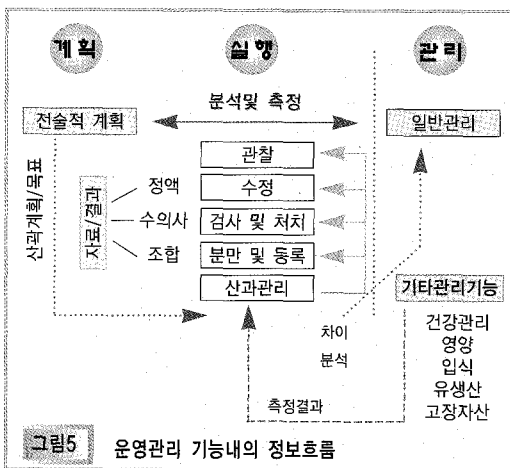 계획
실행
관리
분석및 측정
전술적 계획
일반관리
관찰
수정
검사 및 처치
분만 및 등록
산과관리
산곽계획/목표
자료/결과
정액
수의사
조합
차이
분석
기타관리기능
건강관리
영양
입식
유생산
고장자산
측정결과
그림5 운영관리 기능내의 정보흐름